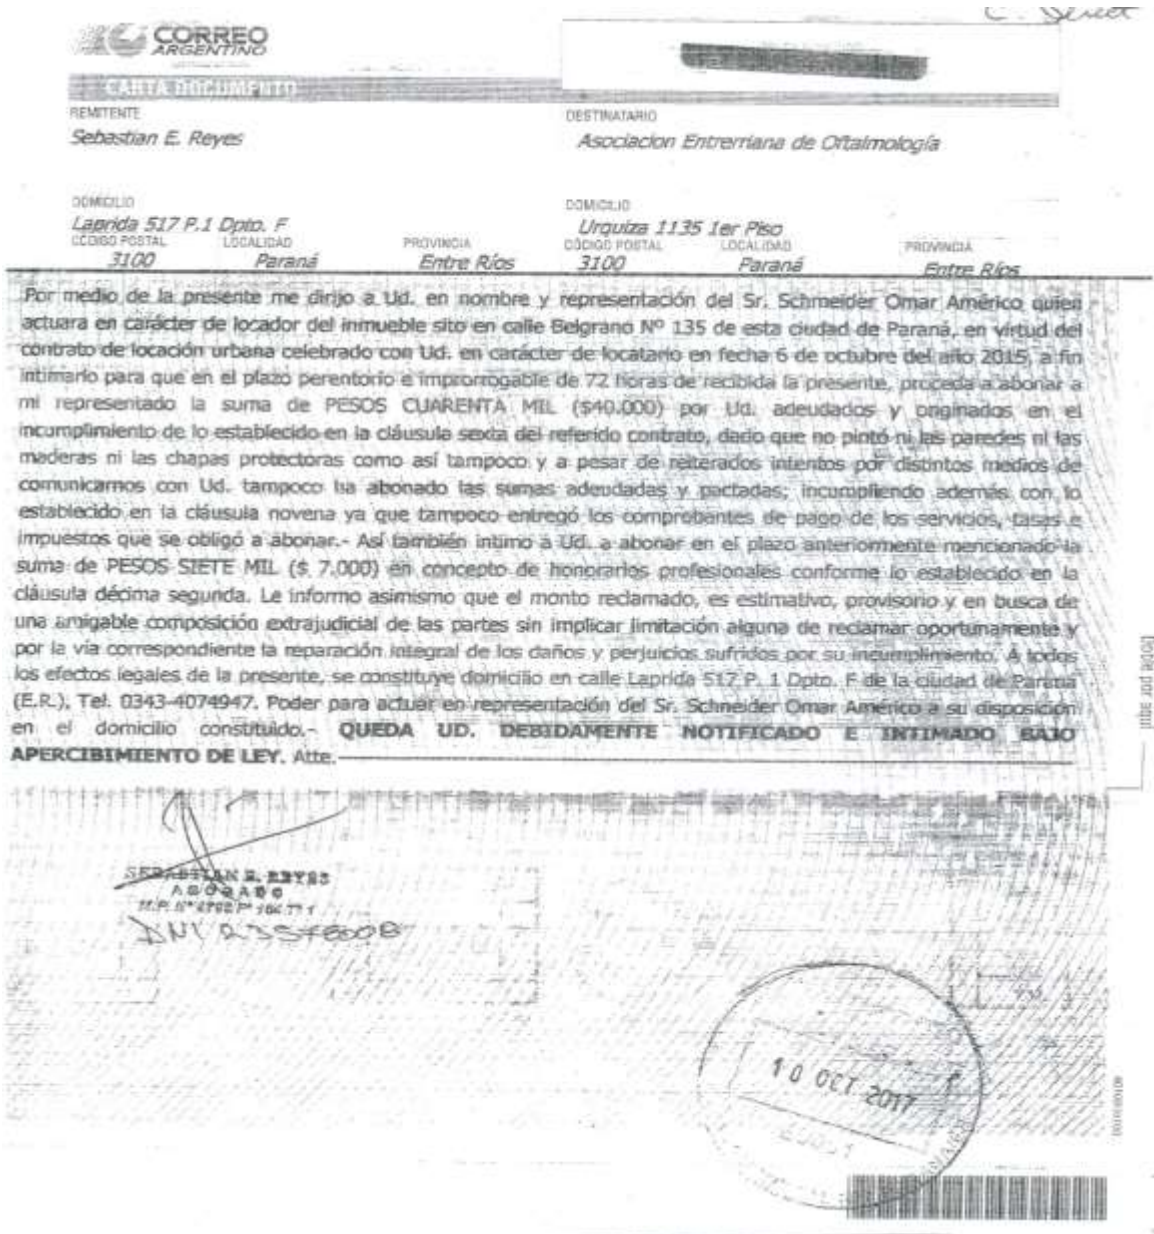 CORREO
ARGENTINO
CARTA DOCUMENTO
REMITENTE
Sebastian E. Reyes
DESTINATARIO
Asociacion Entrerriana de Oftalmología
DOMICILIO
Laprida 517 P.1 Dpto. F
CÓDIGO POSTAL LOCALIDAD PROVINCIA
3100 Paraná Entre Ríos
DOMICILIO
Urquiza 1135 1er Piso
CÓDIGO POSTAL LOCALIDAD PROVINCIA
3100 Paraná Entre Ríos
Por medio de la presente me dirijo a Ud. en nombre y representación del Sr. Schmeider Omar Américo quien
actuara en carácter de locador del inmueble sito en calle Belgrano Nº 135 de esta ciudad de Paraná, en virtud del
contrato de locación urbana celebrado con Ud. en carácter de locatario en fecha 6 de octubre del año 2015, a fin
intimarlo para que en el plazo perentorio e improrrogable de 72 horas de recibida la presente, proceda a abonar a
mi representado la suma de PESOS CUARENTA MIL ($40.000) por Ud. adeudados y originados en el
incumplimiento de lo establecido en la cláusula sexta del referido contrato, dado que no pintó ni las paredes ni las
maderas ni las chapas protectoras como así tampoco y a pesar de reiterados intentos por distintos medios de
comunicarnos con Ud. tampoco ha abonado las sumas adeudadas y pactadas; incumpliendo además con lo
establecido en la cláusula novena ya que tampoco entregó los comprobantes de pago de los servicios, tasas e
impuestos que se obligó a abonar.- Así también intimo a Ud. a abonar en el plazo anteriormente mencionado la
suma de PESOS SIETE MIL ($ 7.000) en concepto de honorarios profesionales conforme lo establecido en la
cláusula décima segunda. Le informo asimismo que el monto reclamado, es estimativo, provisorio y en busca de
una amigable composición extrajudicial de las partes sin implicar limitación alguna de reclamar oportunamente y
por la vía correspondiente la reparación integral de los daños y perjuicios sufridos por su incumplimiento. A todos
los efectos legales de la presente, se constituye domicilio en calle Laprida 517 P. 1 Dpto. F de la ciudad de Paraná
(E.R.), Tel. 0343-4074947. Poder para actuar en representación del Sr. Schneider Omar Américo a su disposición
en el domicilio constituído.- QUEDA UD. DEBIDAMENTE NOTIFICADO E INTIMADO BAJO
APERCIBIMIENTO DE LEY. Atte.
Doble por aquí
SEBASTIAN E. REYES
ABOGADO
DNI
10 OCT 2017